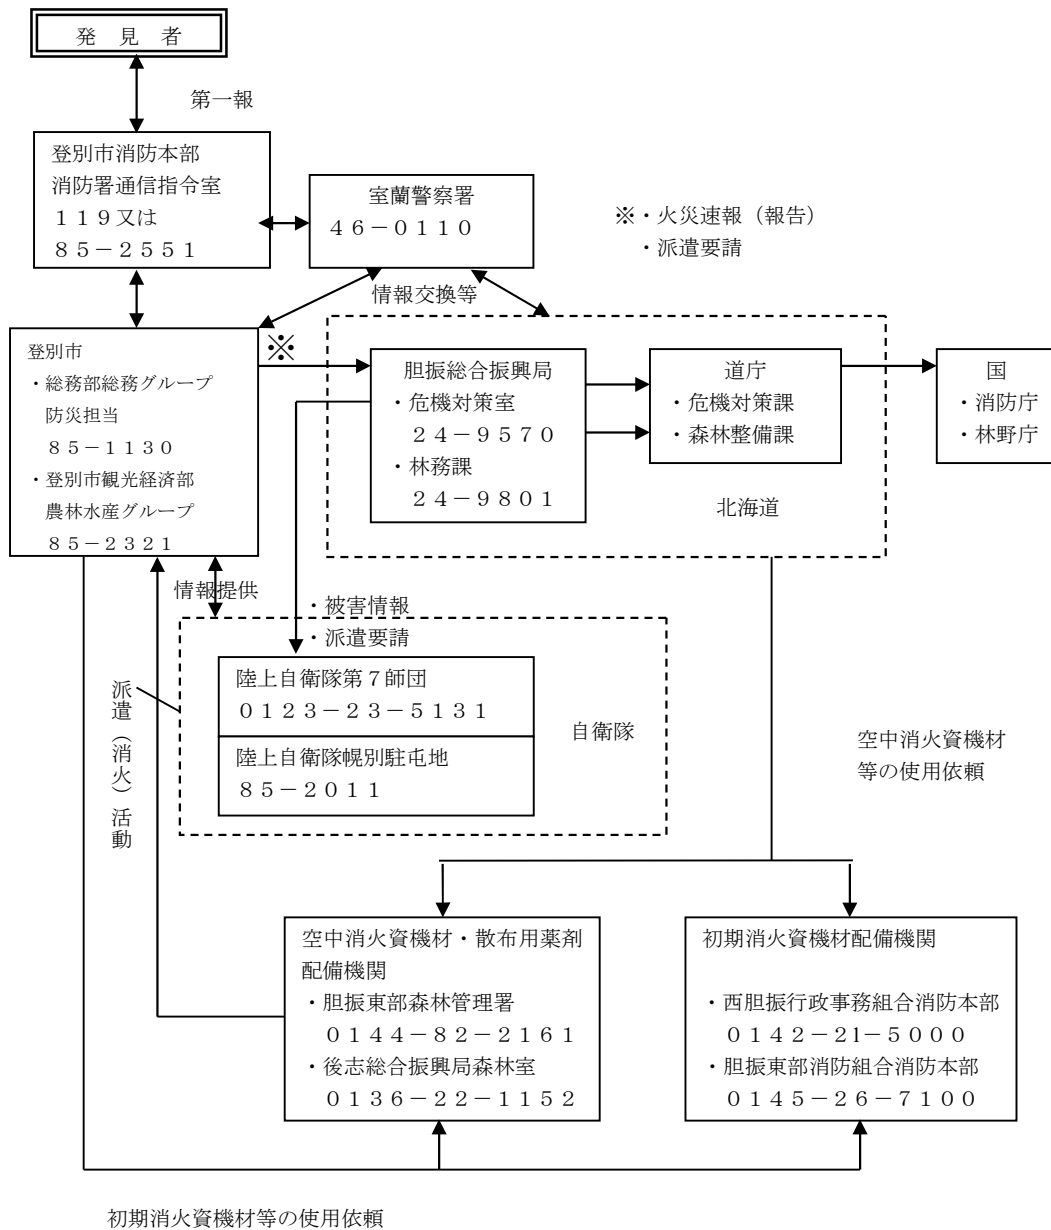 発　見　者
第一報
登別市消防本部
消防署通信指令室
１１９又は
８５－２５５１
室蘭警察署
４６－０１１０
※・火災速報（報告）
・派遣要請
情報交換等
登別市
・総務部総務グループ
防災担当
８５－１１３０
・登別市観光経済部
農林水産グループ
８５－２３２１
※
胆振総合振興局
・危機対策室
２４－９５７０
・林務課
２４－９８０１
道庁
・危機対策課
・森林整備課
国
・消防庁
・林野庁
北海道
情報提供
・被害情報
・派遣要請
陸上自衛隊第７師団
０１２３－２３－５１３１
陸上自衛隊幌別駐屯地
８５－２０１１
自衛隊
派遣（消火）活動
空中消火資機材
等の使用依頼
空中消火資機材・散布用薬剤
配備機関
・胆振東部森林管理署
０１４４－８２－２１６１
・後志総合振興局森林室
０１３６－２２－１１５２
初期消火資機材配備機関
・西胆振行政事務組合消防本部
０１４２－２1－５０００
・胆振東部消防組合消防本部
０１４５－２６－７１００
初期消火資機材等の使用依頼